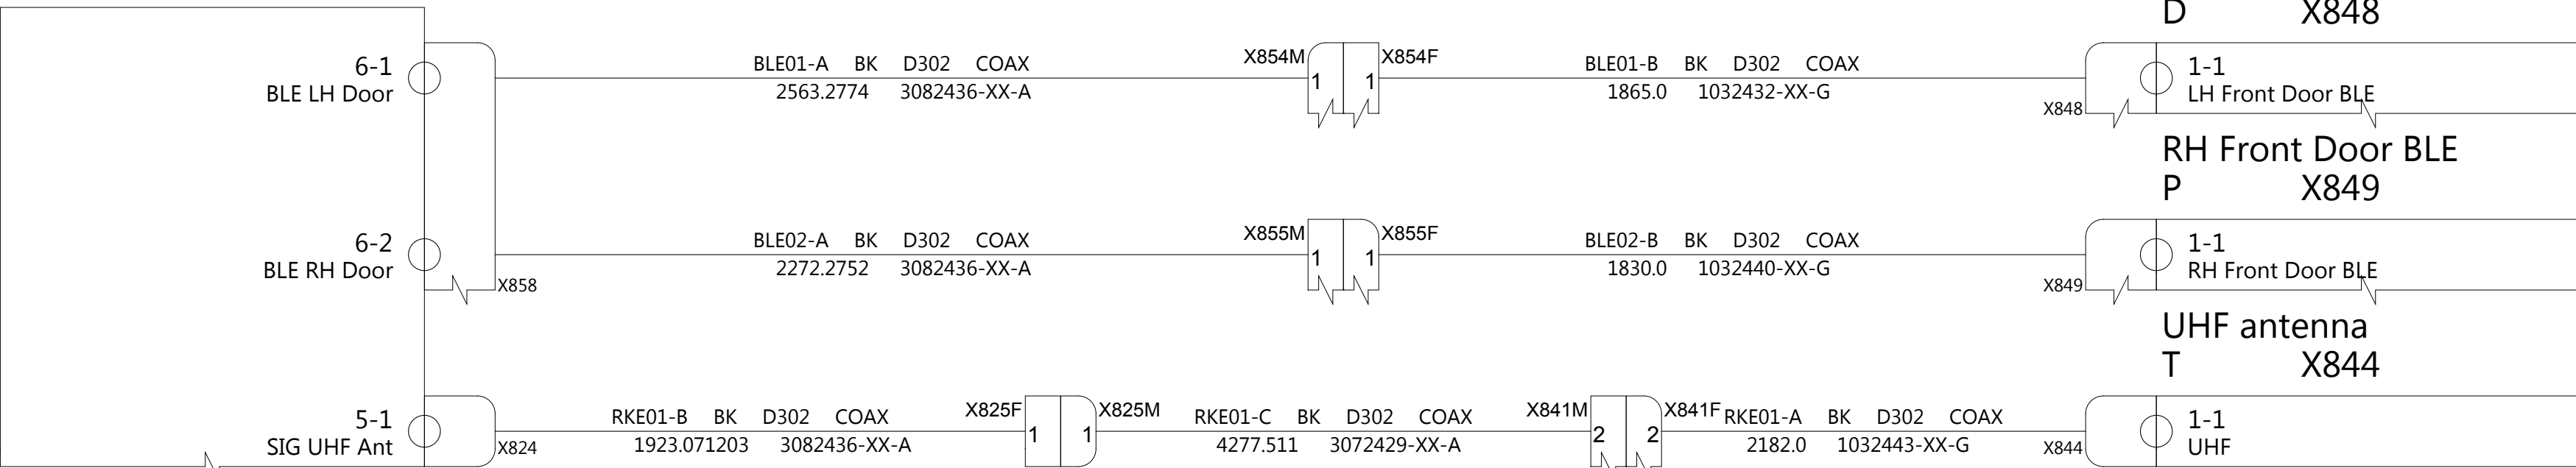 D X848
6-1 BLE01-A BK D302 COAX X854M X854F BLE01-B BK D302 COAX 1-1
BLE LH Door 2563.2774 3082436-XX-A 1 1 1865.0 1032432-XX-G X848 LH Front Door BLE
RH Front Door BLE
P X849
6-2 BLE02-A BK D302 COAX X855M X855F BLE02-B BK D302 COAX 1-1
BLE RH Door 2272.2752 3082436-XX-A 1 1 1830.0 1032440-XX-G RH Front Door BLE
X858 X849
UHF antenna
T X844
5-1 RKE01-B BK D302 COAX X825F X825M RKE01-C BK D302 COAX X841M X841F RKE01-A BK D302 COAX 1-1
SIG UHF Ant X824 1923.071203 3082436-XX-A 1 1 4277.511 3072429-XX-A 2 2 2182.0 1032443-XX-G X844 UHF